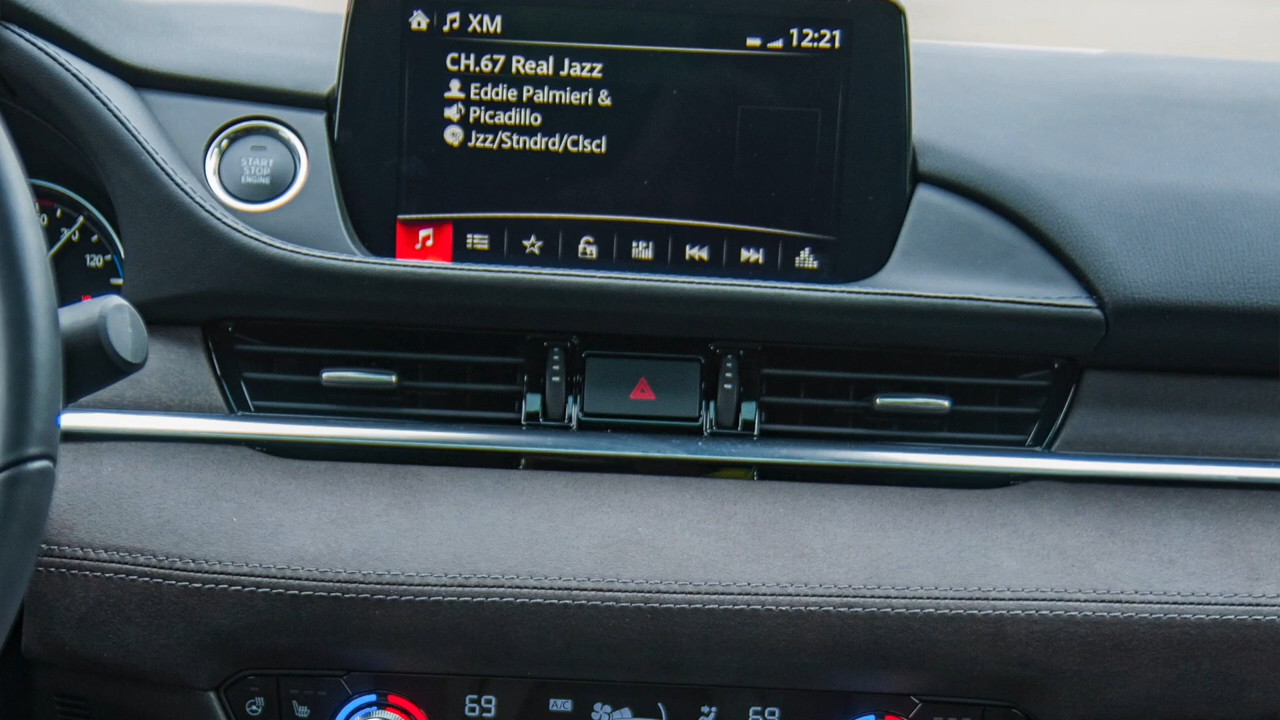 XM
12:21
CH.67 Real Jazz
Eddie Palmieri &
Picadillo
Jzz/Stndrd/Clscl
START
STOP
ENGINE
120
69
A/C
69